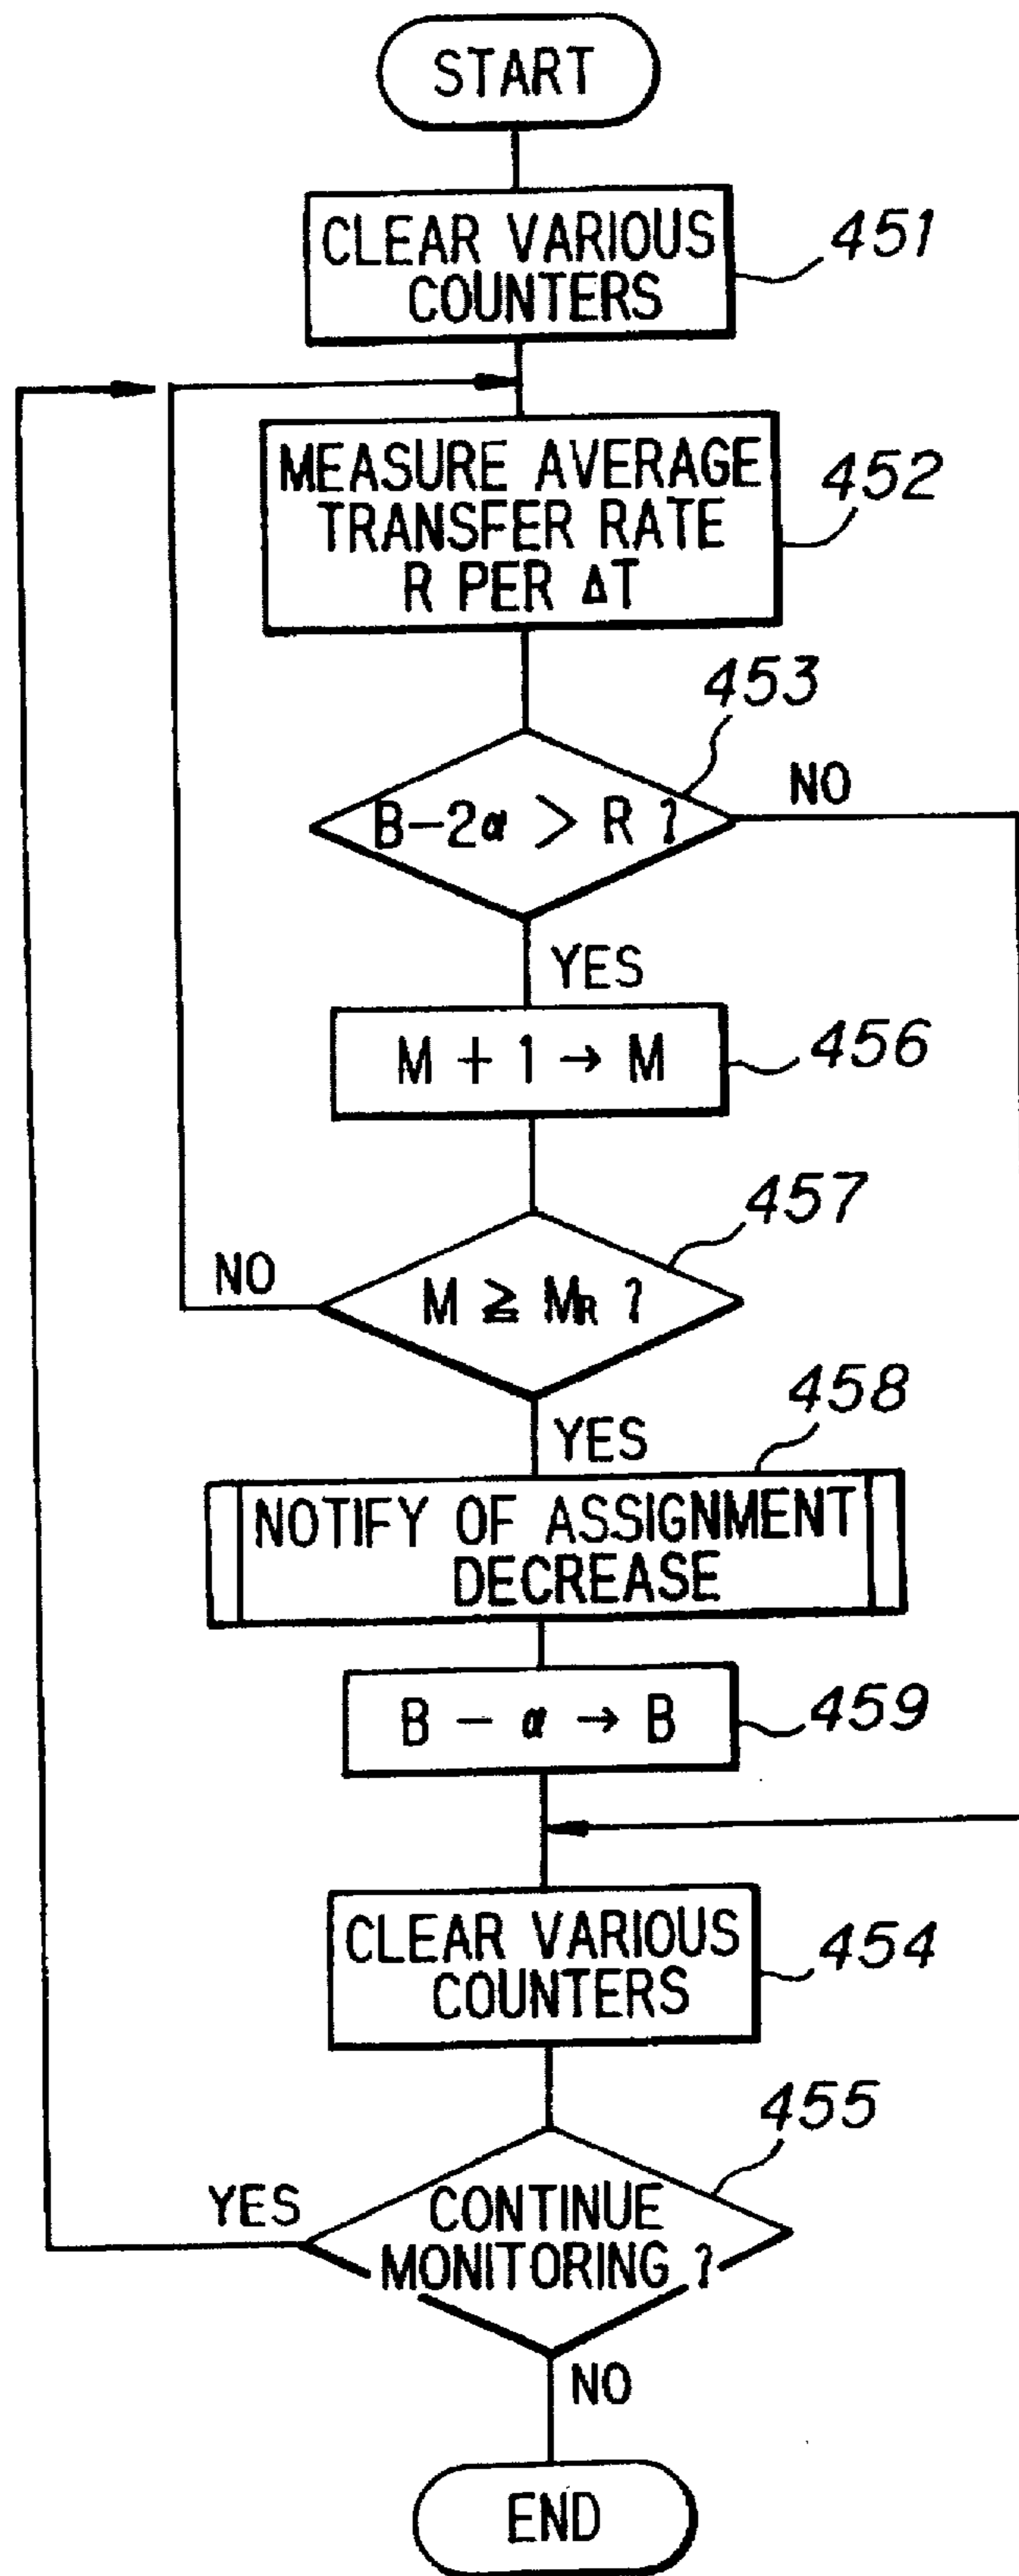 START
CLEAR VARIOUS
COUNTERS
451
MEASURE AVERAGE
TRANSFER RATE
R PER ΔT
452
453
B-2α > R ?
NO
YES
M + 1 → M
456
457
M ≧ MR ?
NO
YES
458
NOTIFY OF ASSIGNMENT
DECREASE
B - α → B
459
CLEAR VARIOUS
COUNTERS
454
455
CONTINUE
MONITORING ?
YES
NO
END